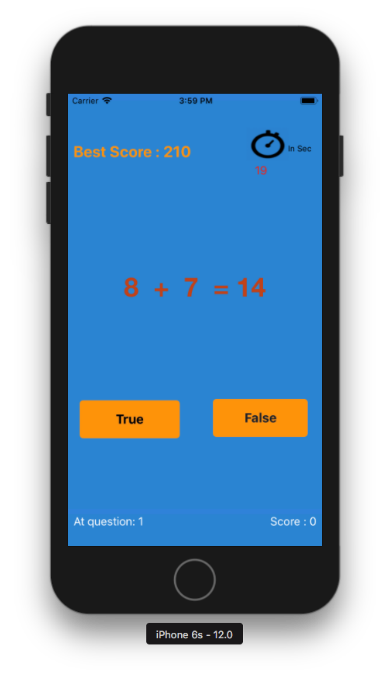 Carrier 3:59 PM
Best Score : 210
in Sec
19
8 + 7 = 14
True
False
At question: 1
Score : 0
iPhone 6s - 12.0